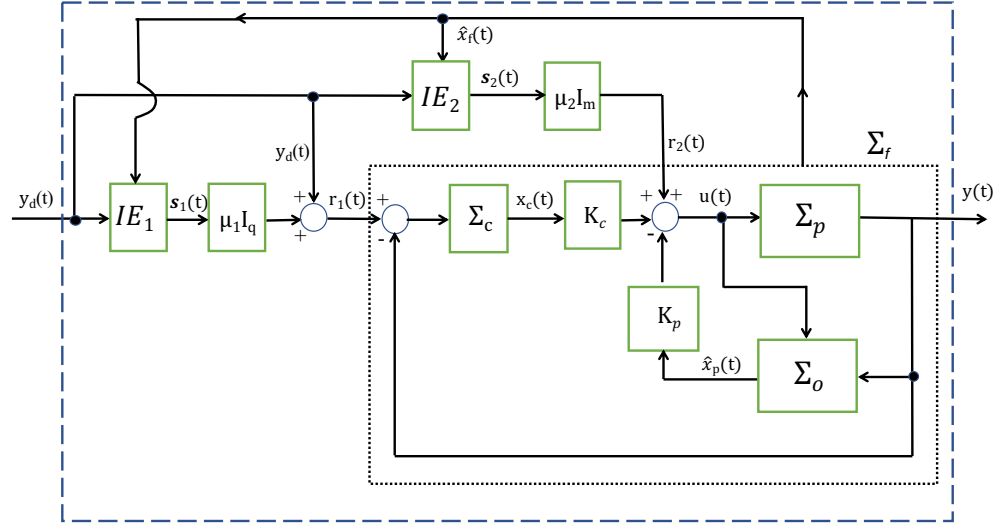 x̂f(t)
IE₂
s₂(t)
μ₂Iₘ
yd(t)
r₂(t)
Σf
yd(t)
IE₁
s₁(t)
μ₁Iq
+
+
r₁(t)
+
-
Σc
xc(t)
Kc
+
+
-
u(t)
Σp
y(t)
Kp
x̂p(t)
Σo